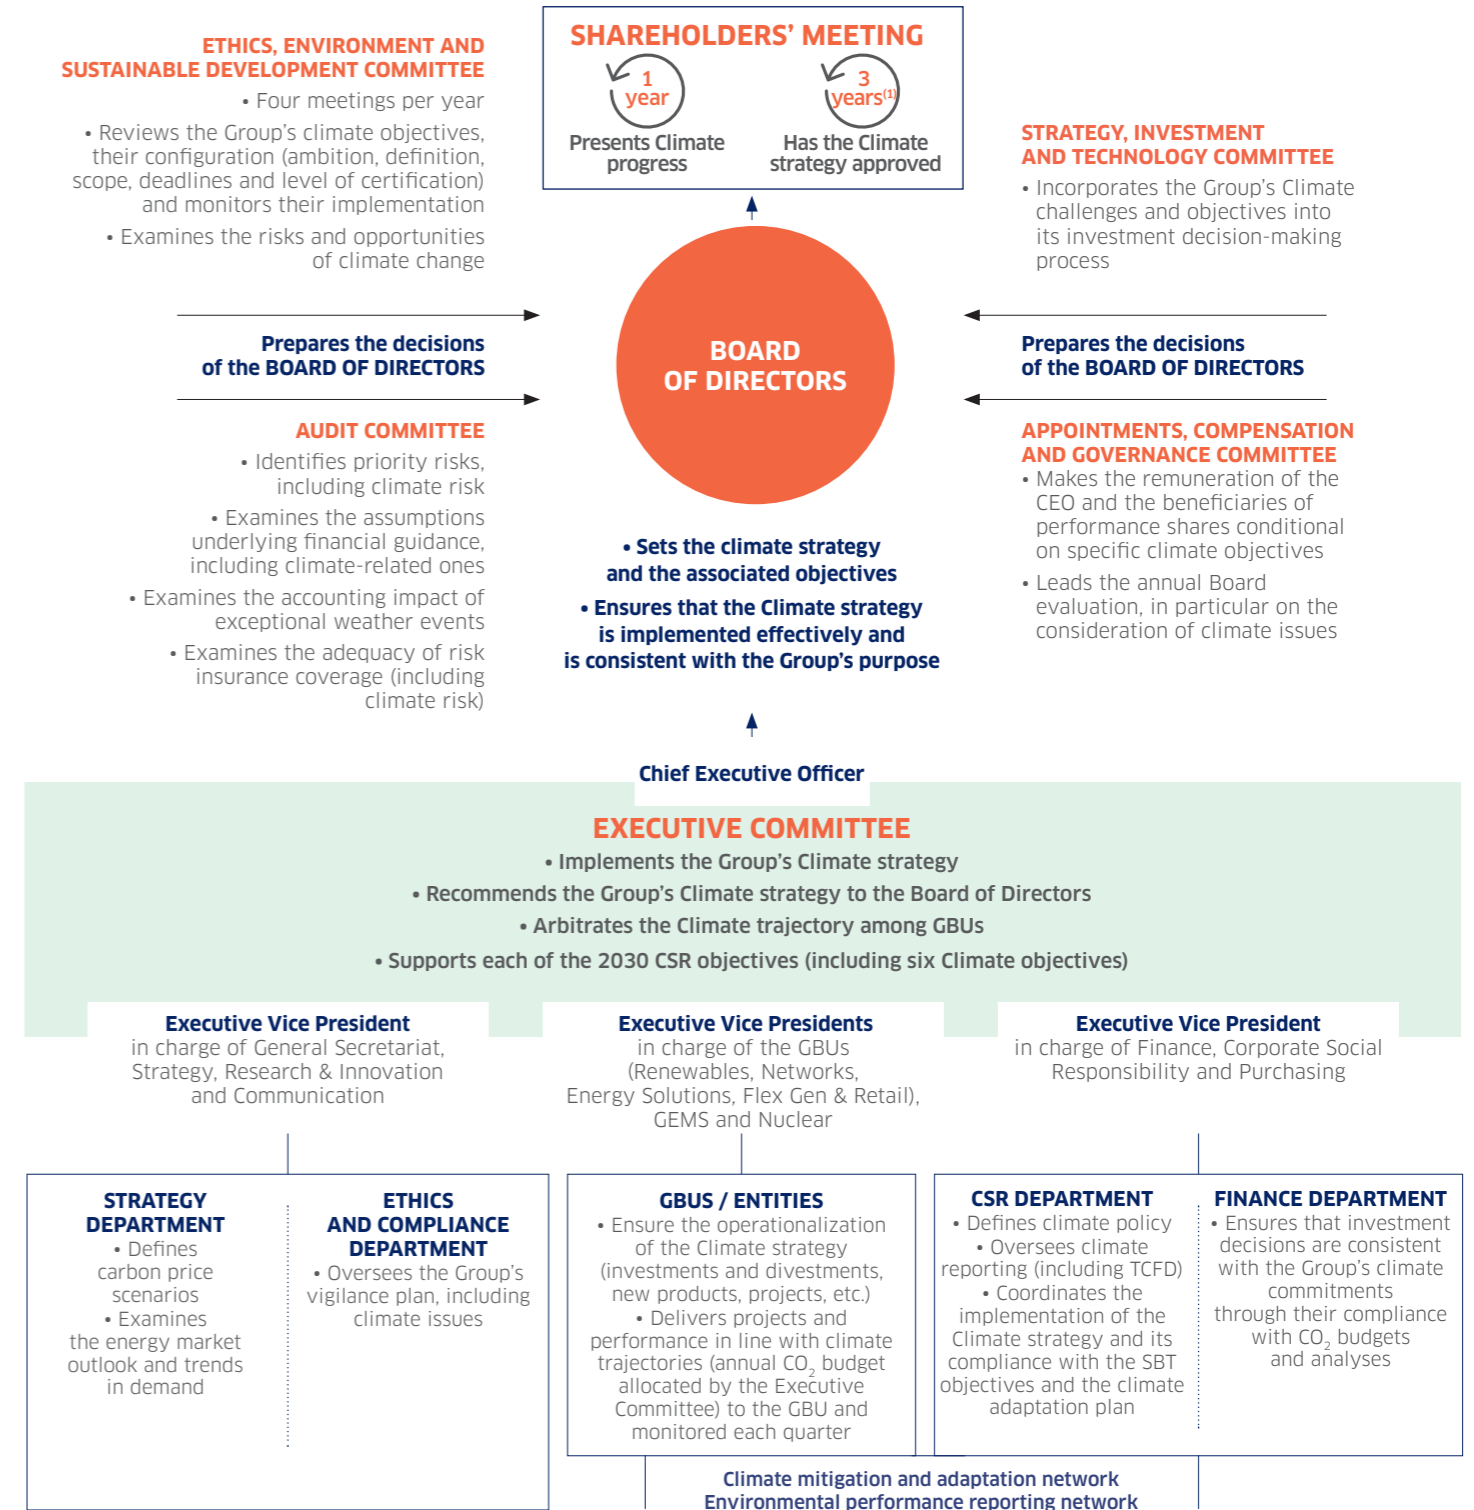 SHAREHOLDERS' MEETING
1
year
Presents Climate
progress
3
years(1)
Has the Climate
strategy approved
ETHICS, ENVIRONMENT AND
SUSTAINABLE DEVELOPMENT COMMITTEE
• Four meetings per year
• Reviews the Group's climate objectives,
their configuration (ambition, definition,
scope, deadlines and level of certification)
and monitors their implementation
• Examines the risks and opportunities
of climate change
Prepares the decisions
of the BOARD OF DIRECTORS
AUDIT COMMITTEE
• Identifies priority risks,
including climate risk
• Examines the assumptions
underlying financial guidance,
including climate-related ones
• Examines the accounting impact of
exceptional weather events
• Examines the adequacy of risk
insurance coverage (including
climate risk)
BOARD
OF DIRECTORS
• Sets the climate strategy
and the associated objectives
• Ensures that the Climate strategy
is implemented effectively and
is consistent with the Group's purpose
STRATEGY, INVESTMENT
AND TECHNOLOGY COMMITTEE
• Incorporates the Group's Climate
challenges and objectives into
its investment decision-making
process
Prepares the decisions
of the BOARD OF DIRECTORS
APPOINTMENTS, COMPENSATION
AND GOVERNANCE COMMITTEE
• Makes the remuneration of the
CEO and the beneficiaries of
performance shares conditional
on specific climate objectives
• Leads the annual Board
evaluation, in particular on the
consideration of climate issues
Chief Executive Officer
EXECUTIVE COMMITTEE
• Implements the Group's Climate strategy
• Recommends the Group's Climate strategy to the Board of Directors
• Arbitrates the Climate trajectory among GBUs
• Supports each of the 2030 CSR objectives (including six Climate objectives)
Executive Vice President
in charge of General Secretariat,
Strategy, Research & Innovation
and Communication
Executive Vice Presidents
in charge of the GBUs
(Renewables, Networks,
Energy Solutions, Flex Gen & Retail),
GEMS and Nuclear
Executive Vice President
in charge of Finance, Corporate Social
Responsibility and Purchasing
STRATEGY
DEPARTMENT
• Defines
carbon price
scenarios
• Examines
the energy market
outlook and trends
in demand
ETHICS
AND COMPLIANCE
DEPARTMENT
• Oversees the Group's
vigilance plan, including
climate issues
GBUS / ENTITIES
• Ensure the operationalization
of the Climate strategy
(investments and divestments,
new products, projects, etc.)
• Delivers projects and
performance in line with climate
trajectories (annual CO₂ budget
allocated by the Executive
Committee) to the GBU and
monitored each quarter
CSR DEPARTMENT
• Defines climate policy
• Oversees climate
reporting (including TCFD)
• Coordinates the
implementation of the
Climate strategy and its
compliance with the SBT
objectives and the climate
adaptation plan
FINANCE DEPARTMENT
• Ensures that investment
decisions are consistent
with the Group's climate
commitments
through their compliance
with CO₂ budgets
and analyses
Climate mitigation and adaptation network
Environmental performance reporting network